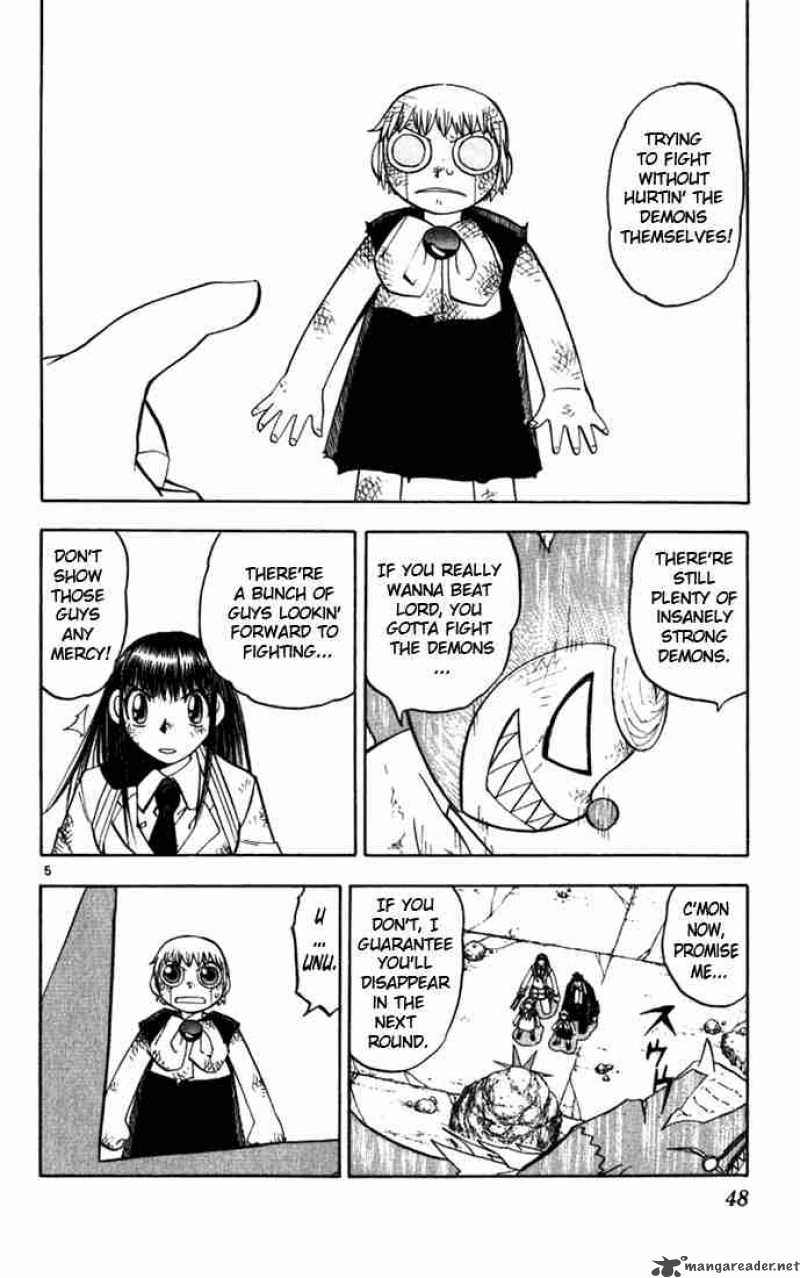 TRYING
TO FIGHT
WITHOUT
HURTIN' THE
DEMONS
THEMSELVES!
THERE'RE
STILL
PLENTY OF
INSANELY
STRONG
DEMONS.
IF YOU REALLY
WANNA BEAT
LORD, YOU
GOTTA FIGHT
THE DEMONS
...
THERE'RE
A BUNCH OF
GUYS LOOKIN'
FORWARD TO
FIGHTING...
DON'T
SHOW
THOSE
GUYS
ANY
MERCY!
5
C'MON
NOW,
PROMISE
ME...
スウウ
IF YOU
DON'T, I
GUARANTEE
YOU'LL
DISAPPEAR
IN THE
NEXT
ROUND.
U
...
UNU.
48
mangareader.net